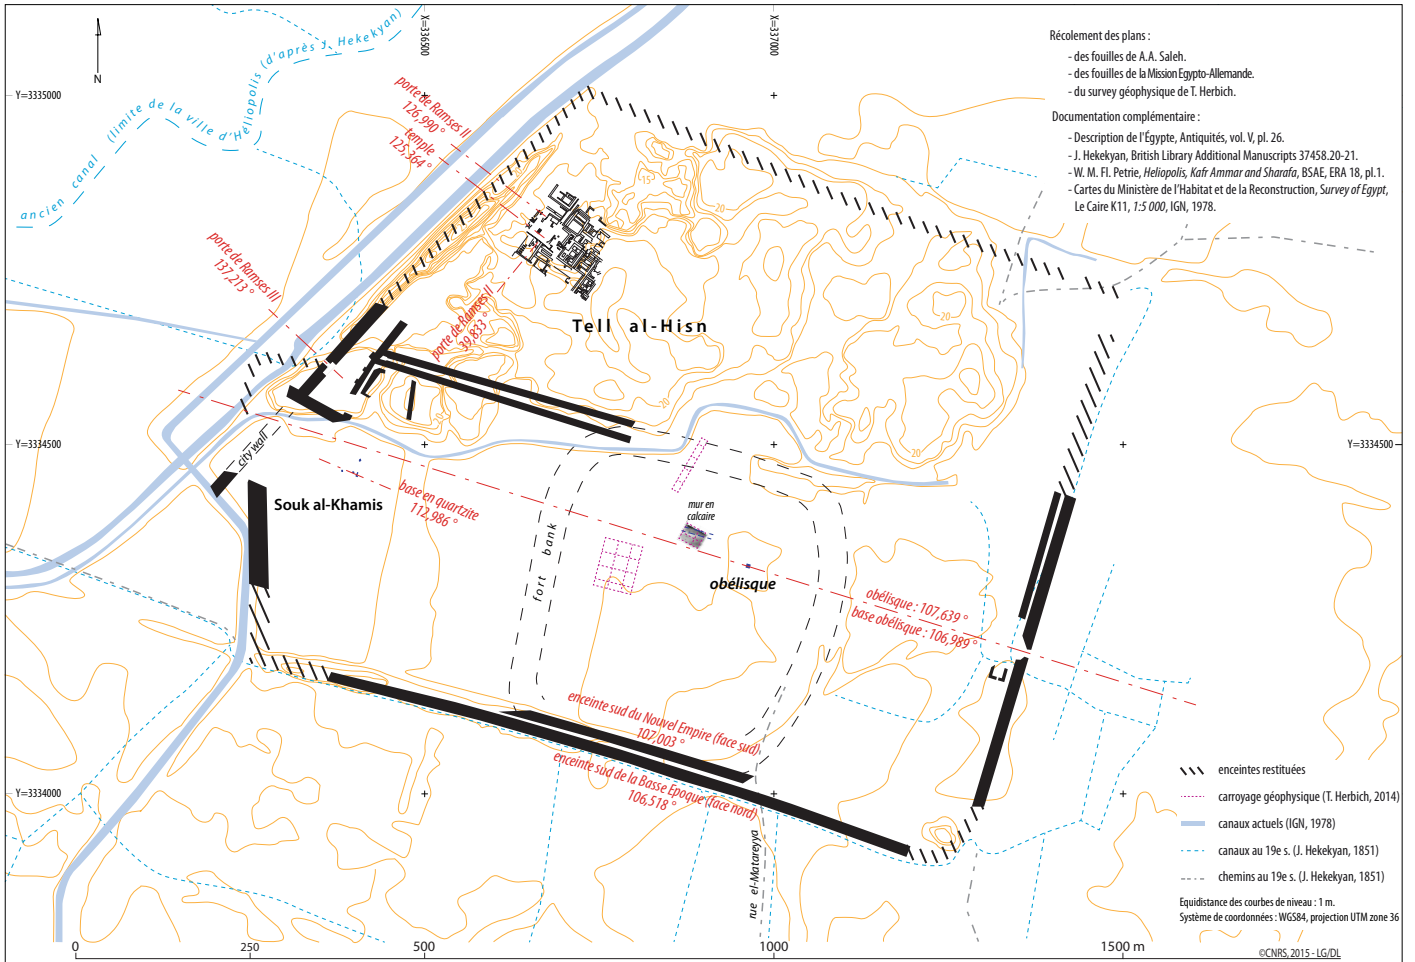 X=336500
X=337000
Y=3335000
N
ancien canal (limite de la ville d'Héliopolis (d'après J. Hekekyan)
Récolement des plans :
- des fouilles de A.A. Saleh.
- des fouilles de la Mission Egypto-Allemande.
- du survey géophysique de T. Herbich.
Documentation complémentaire :
- Description de l'Égypte, Antiquités, vol. V, pl. 26.
- J. Hekekyan, British Library Additional Manuscripts 37458.20-21.
- W. M. Fl. Petrie, Heliopolis, Kafr Ammar and Sharafa, BSAE, ERA 18, pl.1.
- Cartes du Ministère de l'Habitat et de la Reconstruction, Survey of Egypt,
Le Caire K11, 1:5 000, IGN, 1978.
porte de Ramses II
126,990 °
temple
125,364 °
porte de Ramses III
137,213 °
porte de Ramses II
39,833 °
15
20
Tell al-Hisn
20
20
20
20
Y=3334500
Y=3334500
city wall
Souk al-Khamis
base en quartzite
112,986 °
fort bank
mur en
calcaire
obélisque
obélisque : 107,639 °
base obélisque : 106,989 °
enceinte sud du Nouvel Empire (face sud)
107,003 °
enceinte sud de la Basse Epoque (face nord)
106,518 °
Y=3334000
rue el-Matareyya
enceintes restituées
carroyage géophysique (T. Herbich, 2014)
canaux actuels (IGN, 1978)
canaux au 19e s. (J. Hekekyan, 1851)
chemins au 19e s. (J. Hekekyan, 1851)
Equidistance des courbes de niveau : 1 m.
Système de coordonnées : WGS84, projection UTM zone 36
0
250
500
1000
1500 m
©CNRS, 2015 - LG/DL